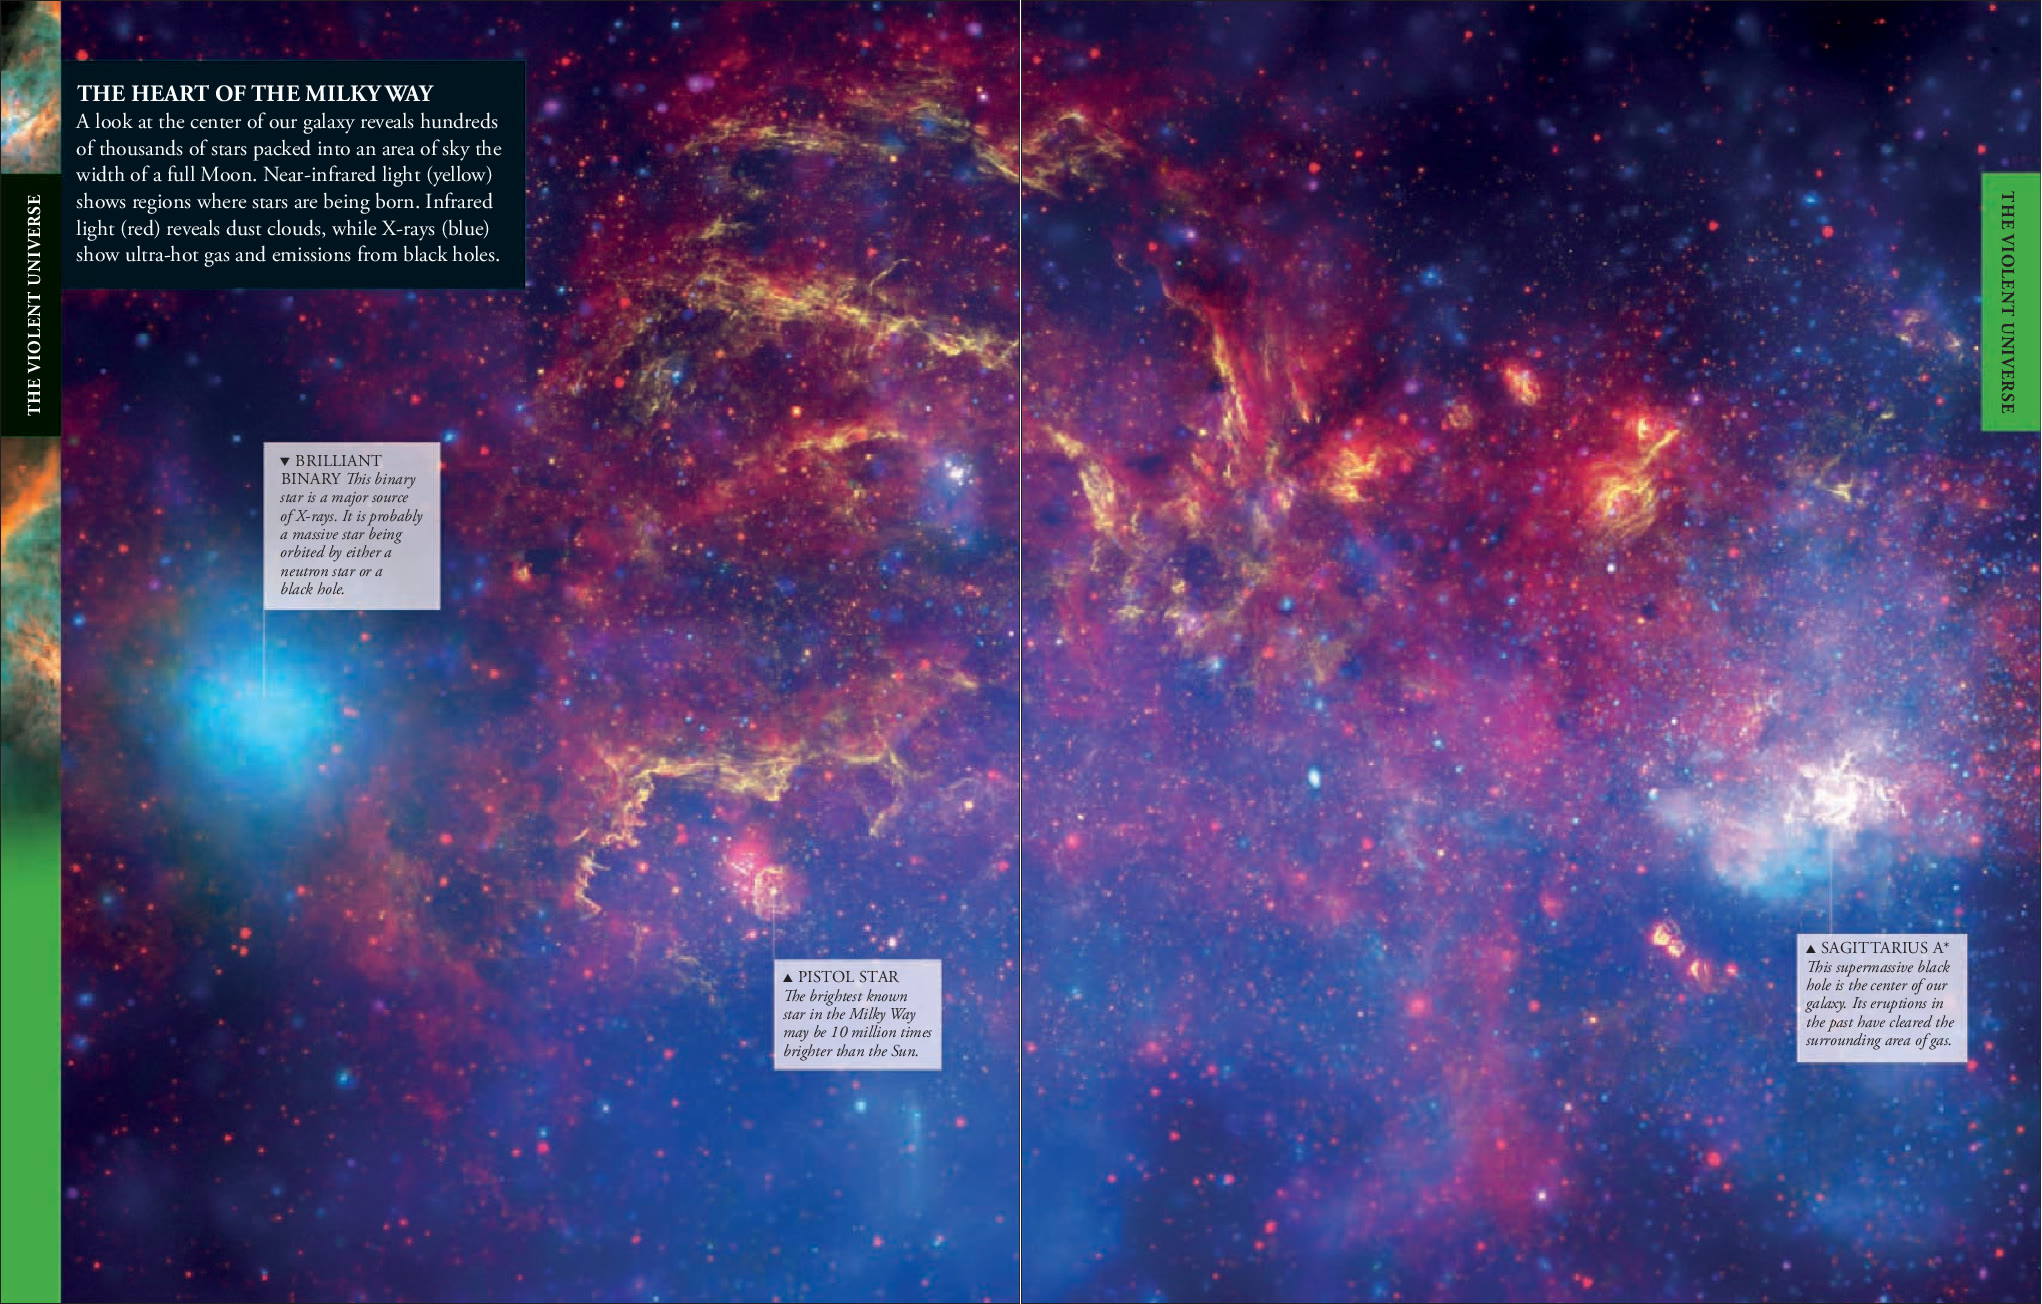 THE VIOLENT UNIVERSE
THE HEART OF THE MILKY WAY
A look at the center of our galaxy reveals hundreds
of thousands of stars packed into an area of sky the
width of a full Moon. Near-infrared light (yellow)
shows regions where stars are being born. Infrared
light (red) reveals dust clouds, while X-rays (blue)
show ultra-hot gas and emissions from black holes.
▼ BRILLIANT
BINARY This binary
star is a major source
of X-rays. It is probably
a massive star being
orbited by either a
neutron star or a
black hole.
▲ PISTOL STAR
The brightest known
star in the Milky Way
may be 10 million times
brighter than the Sun.
▲ SAGITTARIUS A*
This supermassive black
hole is the center of our
galaxy. Its eruptions in
the past have cleared the
surrounding area of gas.
THE VIOLENT UNIVERSE